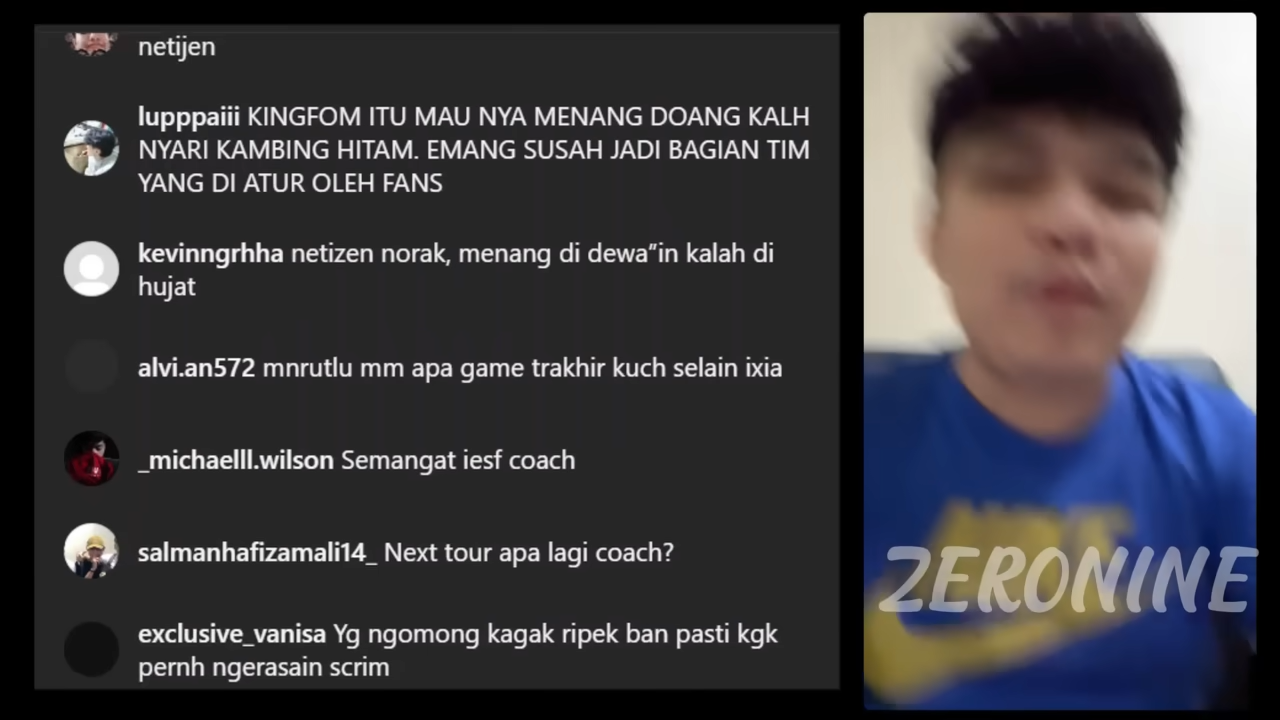 netijen
lupppaiii KINGFOM ITU MAU NYA MENANG DOANG KALH
NYARI KAMBING HITAM. EMANG SUSAH JADI BAGIAN TIM
YANG DI ATUR OLEH FANS
kevinngrhha netizen norak, menang di dewa"in kalah di
hujat
alvi.an572 mnrutlu mm apa game trakhir kuch selain ixia
_michaelll.wilson Semangat iesf coach
salmanhafizamali14_ Next tour apa lagi coach?
exclusive_vanisa Yg ngomong kagak ripek ban pasti kgk
pernh ngerasain scrim
ZERONINE